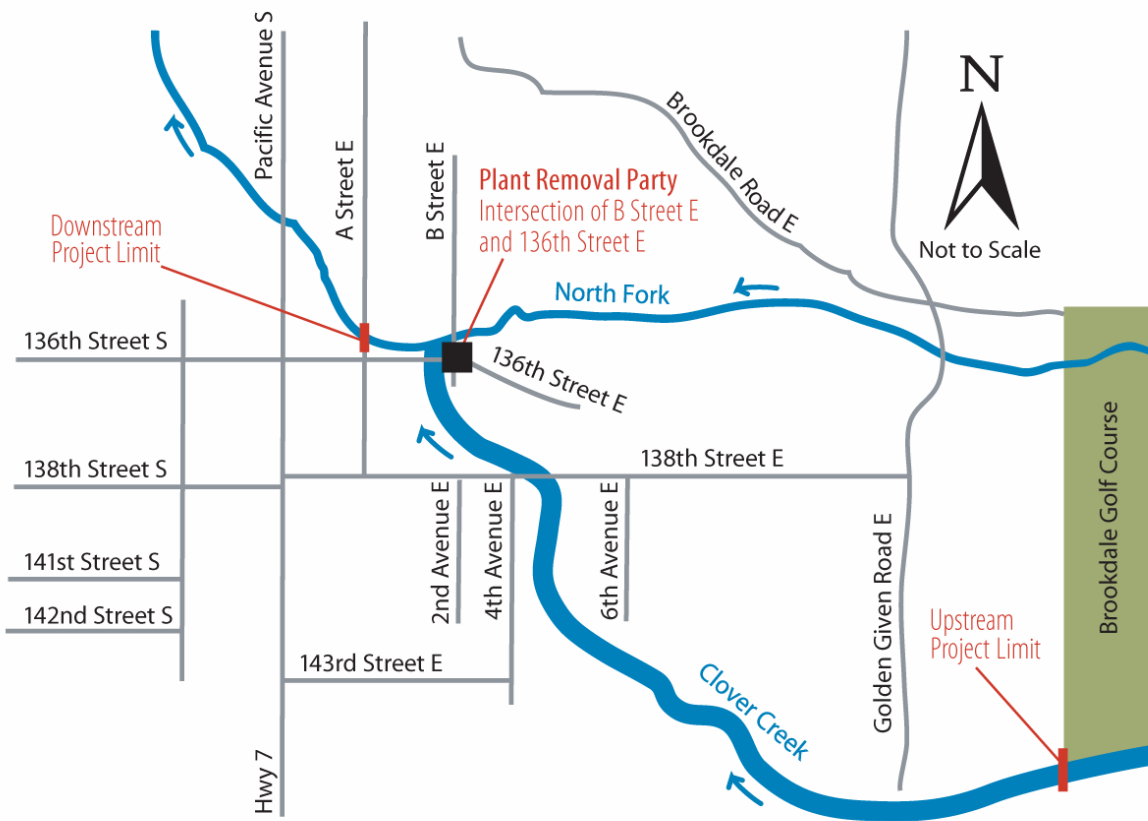 Pacific Avenue S
A Street E
B Street E
Plant Removal Party
Intersection of B Street E
and 136th Street E
Brookdale Road E
N
Not to Scale
Downstream
Project Limit
North Fork
136th Street S
136th Street E
138th Street S
138th Street E
2nd Avenue E
4th Avenue E
6th Avenue E
141st Street S
142nd Street S
143rd Street E
Golden Given Road E
Brookdale Golf Course
Upstream
Project Limit
Clover Creek
Hwy 7